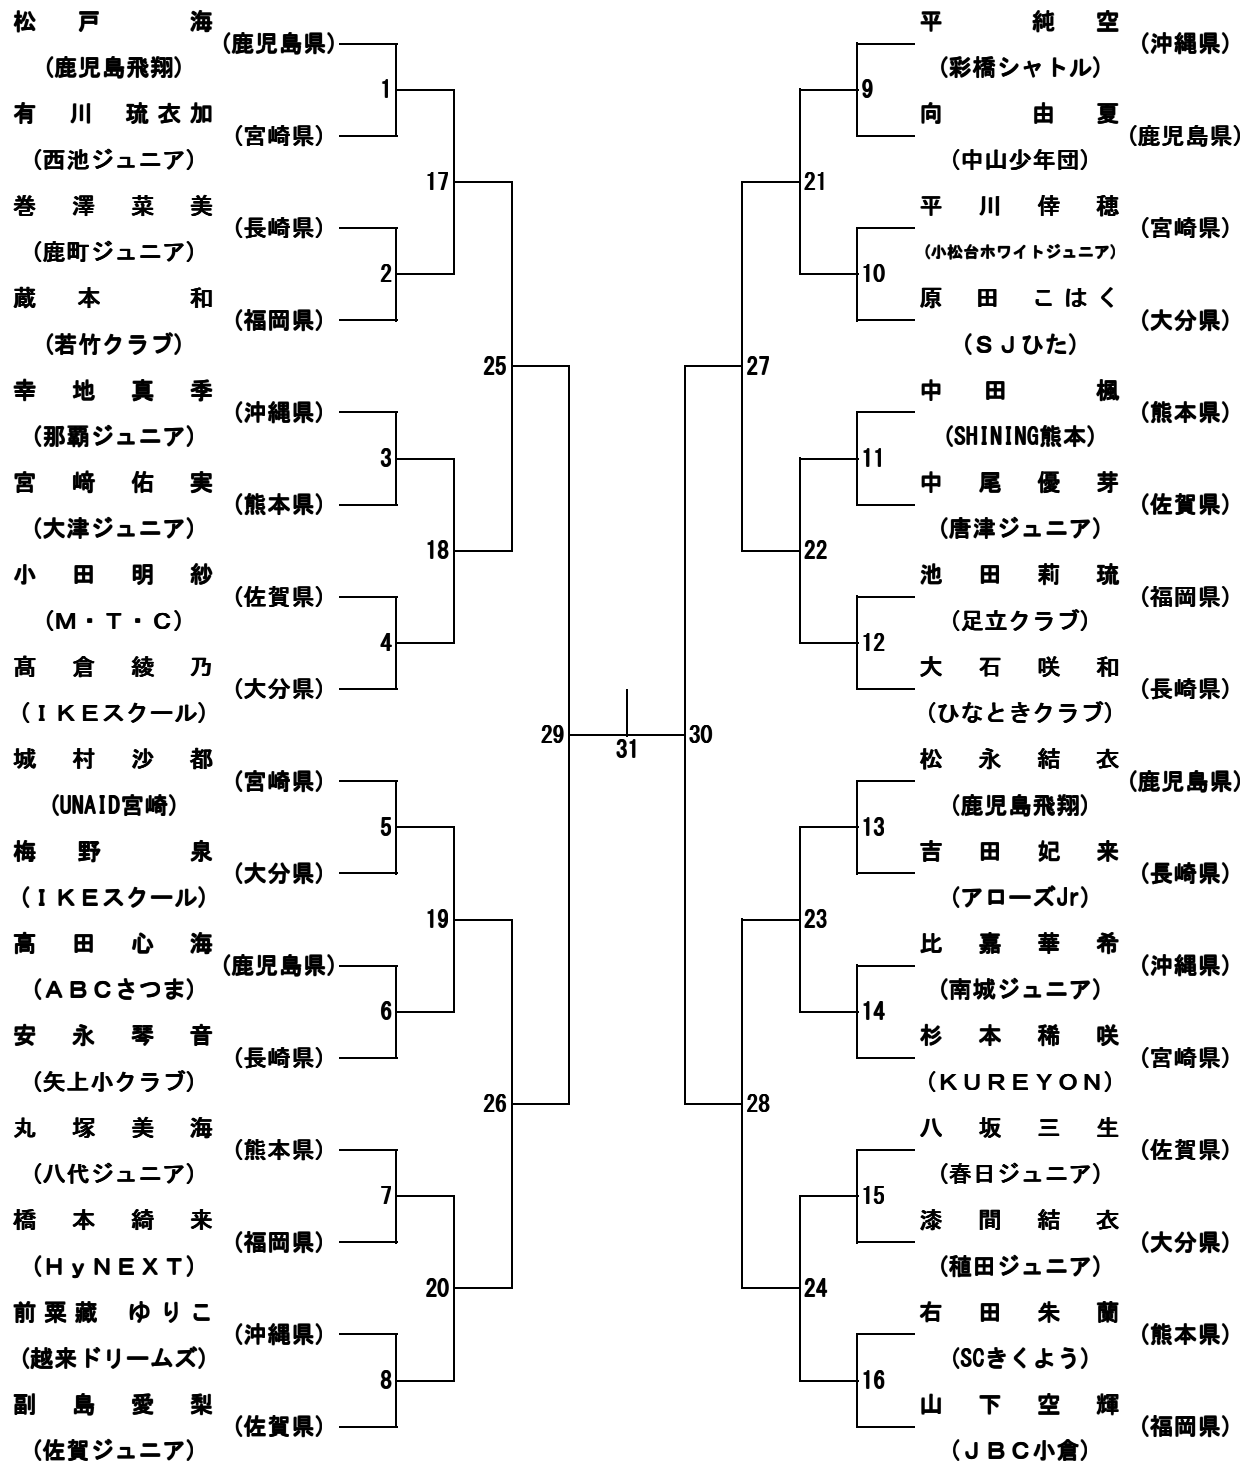 松戸海
(鹿児島県)
(鹿児島飛翔)
1
有川琉衣加
(宮崎県)
(西池ジュニア)
17
巻澤菜美
(長崎県)
(鹿町ジュニア)
2
蔵本和
(福岡県)
(若竹クラブ)
25
幸地真季
(沖縄県)
(那覇ジュニア)
3
宮﨑佑実
(熊本県)
(大津ジュニア)
18
小田明紗
(佐賀県)
(M・T・C)
4
髙倉綾乃
(大分県)
(IKEスクール)
29
城村沙都
(宮崎県)
(UNAID宮崎)
5
梅野泉
(大分県)
(IKEスクール)
19
高田心海
(鹿児島県)
(ABCさつま)
6
安永琴音
(長崎県)
(矢上小クラブ)
26
丸塚美海
(熊本県)
(八代ジュニア)
7
橋本綺来
(福岡県)
(HyNEXT)
20
前粟藏ゆりこ
(沖縄県)
(越来ドリームズ)
8
副島愛梨
(佐賀県)
(佐賀ジュニア)
31
平純空
(沖縄県)
(彩橋シャトル)
9
向由夏
(鹿児島県)
(中山少年団)
21
平川倖穂
(宮崎県)
(小松台ホワイトジュニア)
10
原田こはく
(大分県)
(SJひた)
27
中田楓
(熊本県)
(SHINING熊本)
11
中尾優芽
(佐賀県)
(唐津ジュニア)
22
池田莉琉
(福岡県)
(足立クラブ)
12
大石咲和
(長崎県)
(ひなときクラブ)
30
松永結衣
(鹿児島県)
(鹿児島飛翔)
13
吉田妃来
(長崎県)
(アローズJr)
23
比嘉華希
(沖縄県)
(南城ジュニア)
14
杉本稀咲
(宮崎県)
(KUREYON)
28
八坂三生
(佐賀県)
(春日ジュニア)
15
漆間結衣
(大分県)
(稙田ジュニア)
24
右田朱蘭
(熊本県)
(SCきくよう)
16
山下空輝
(福岡県)
(JBC小倉)